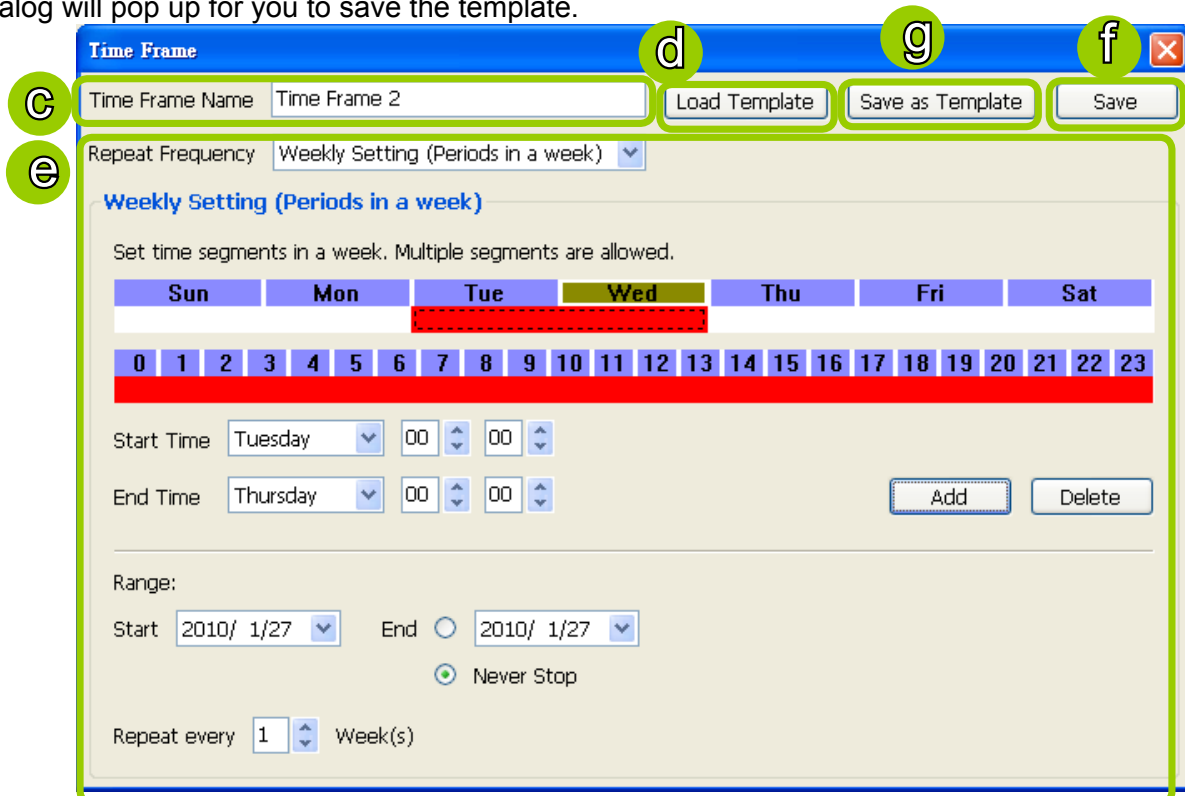 alog will pop up for you to save the template.
d g f
Time Frame
c Time Frame Name Time Frame 2 Load Template Save as Template Save
e Repeat Frequency Weekly Setting (Periods in a week)
Weekly Setting (Periods in a week)
Set time segments in a week. Multiple segments are allowed.
Sun Mon Tue Wed Thu Fri Sat
0 1 2 3 4 5 6 7 8 9 10 11 12 13 14 15 16 17 18 19 20 21 22 23
Start Time Tuesday 00 00
End Time Thursday 00 00 Add Delete
Range:
Start 2010/ 1/27 End 2010/ 1/27
Never Stop
Repeat every 1 Week(s)